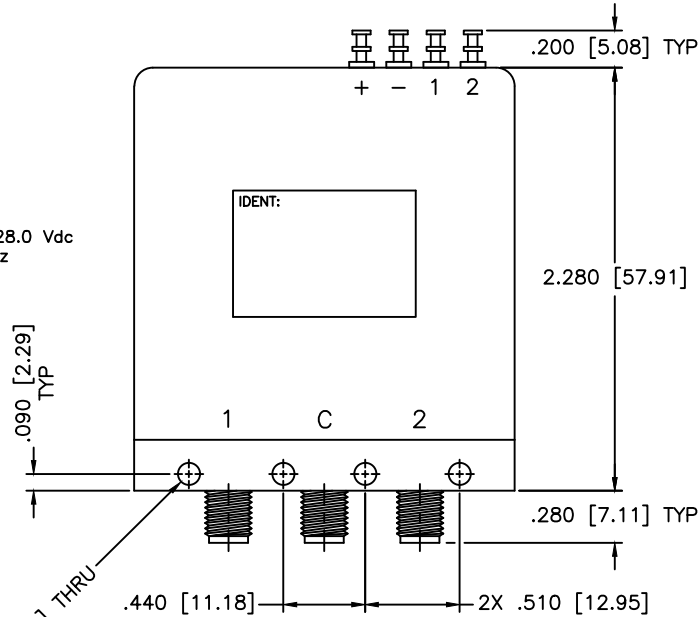 .200 [5.08] TYP
+ − 1 2
IDENT:
28.0 Vdc
z
2.280 [57.91]
.090 [2.29]
TYP
1 C 2
.280 [7.11] TYP
] THRU
.440 [11.18]
2X .510 [12.95]